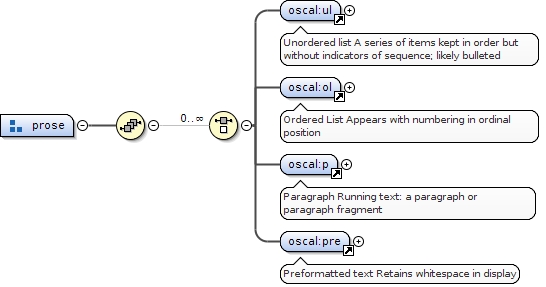 oscal:ul
Unordered list A series of items kept in order but
without indicators of sequence; likely bulleted
oscal:ol
Ordered List Appears with numbering in ordinal
position
prose
0..∞
oscal:p
Paragraph Running text: a paragraph or
paragraph fragment
oscal:pre
Preformatted text Retains whitespace in display